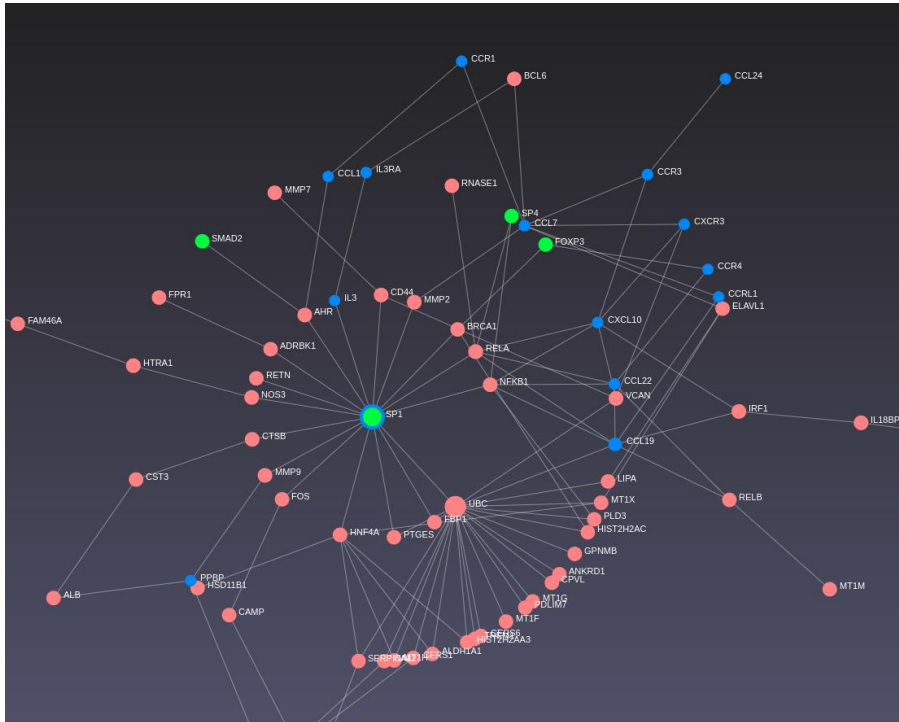 CCR1
BCL6
CCL24
CCL1
IL3RA
CCR3
RNASE1
MMP7
SP4
CCL7
CXCR3
SMAD2
FOXP3
CCR4
FPR1
IL3
CD44
MMP2
CCRL1
ELAVL1
AHR
FAM46A
BRCA1
CXCL10
ADRBK1
RELA
HTRA1
RETN
NFKB1
CCL22
NOS3
VCAN
SP1
IRF1
IL18BP
CTSB
CCL19
MMP9
CST3
LIPA
FOS
MT1X
RELB
UBC
PLD3
FBP1
HIST2H2AC
HNF4A
PTGES
GPNMB
ANKRD1
PPBP
CPVL
HSD11B1
MT1M
ALB
MT1G
PDLIM7
CAMP
MT1F
CERS6
HIST2H2AA3
ALDH1A1
CERS1